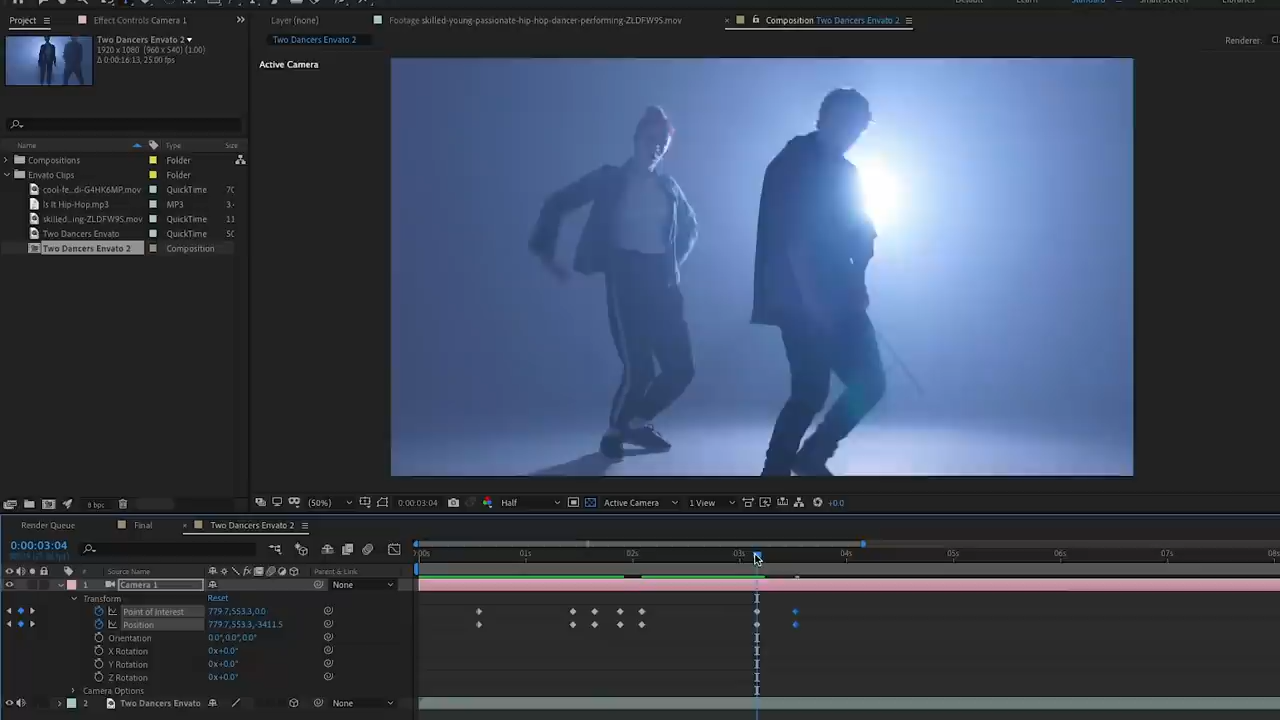 Default Learn Standard Small Screen Libraries
Project
Effect Controls Camera 1
Layer (none)
Footage skilled-young-passionate-hip-hop-dancer-performing-ZLDFW9S.mov
Composition Two Dancers Envato 2
Two Dancers Envato 2
1920 x 1080 (960 x 540) (1.00)
Δ 0:00:16:13, 25.00 fps
Two Dancers Envato 2
Renderer:
Active Camera
Name Type Size
Compositions Folder
Envato Clips Folder
cool-fe...di-G4HK6MP.mov QuickTime
Is It Hip-Hop.mp3 MP3
skilled...ing-ZLDFW9S.mov QuickTime 11
Two Dancers Envato QuickTime
Two Dancers Envato 2 Composition
8 bpc
(50%) 0:00:03:04 Half Active Camera 1 View +0.0
Render Queue Final Two Dancers Envato 2
0:00:03:04
:00s 01s 02s 03s 04s 05s 06s 07s 08s
# Source Name Parent & Link
1 Camera 1 None
Transform Reset
Point of Interest 779.7,553.3,0.0
Position 779.7,553.3,-3411.5
Orientation 0.0°,0.0°,0.0°
X Rotation 0x+0.0°
Y Rotation 0x+0.0°
Z Rotation 0x+0.0°
Camera Options
2 Two Dancers Envato None